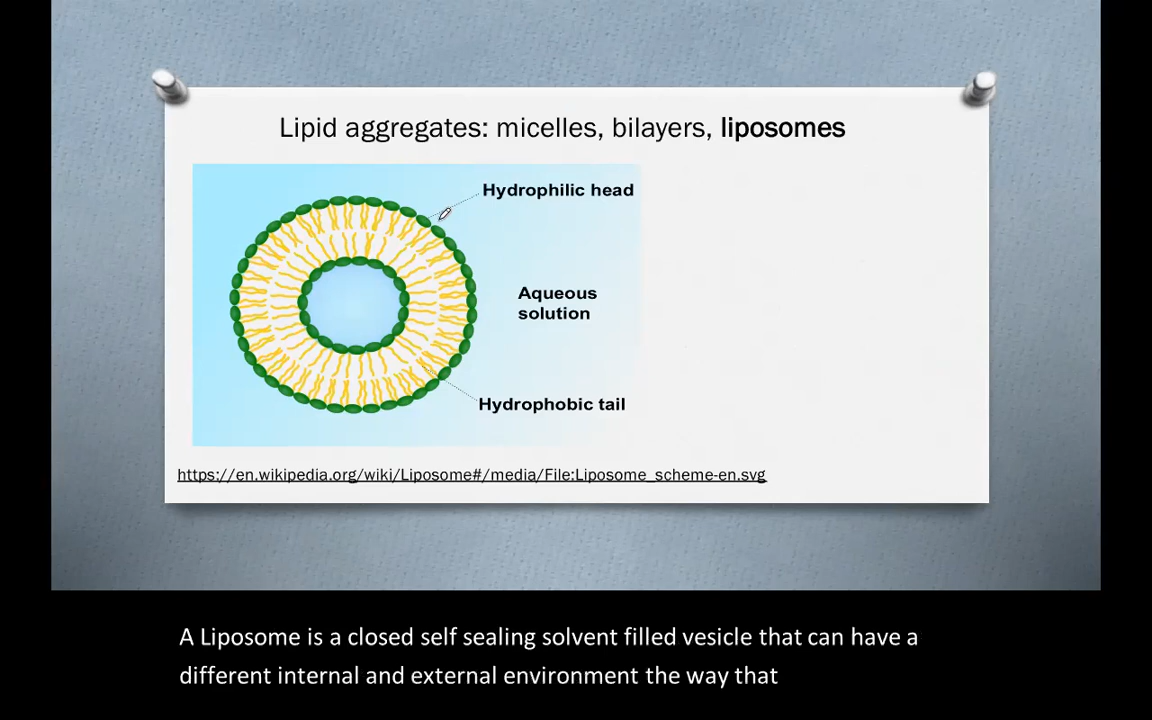 Lipid aggregates: micelles, bilayers, liposomes
Hydrophilic head
Aqueous
solution
Hydrophobic tail
https://en.wikipedia.org/wiki/Liposome#/media/File:Liposome_scheme-en.svg
A Liposome is a closed self sealing solvent filled vesicle that can have a
different internal and external environment the way that